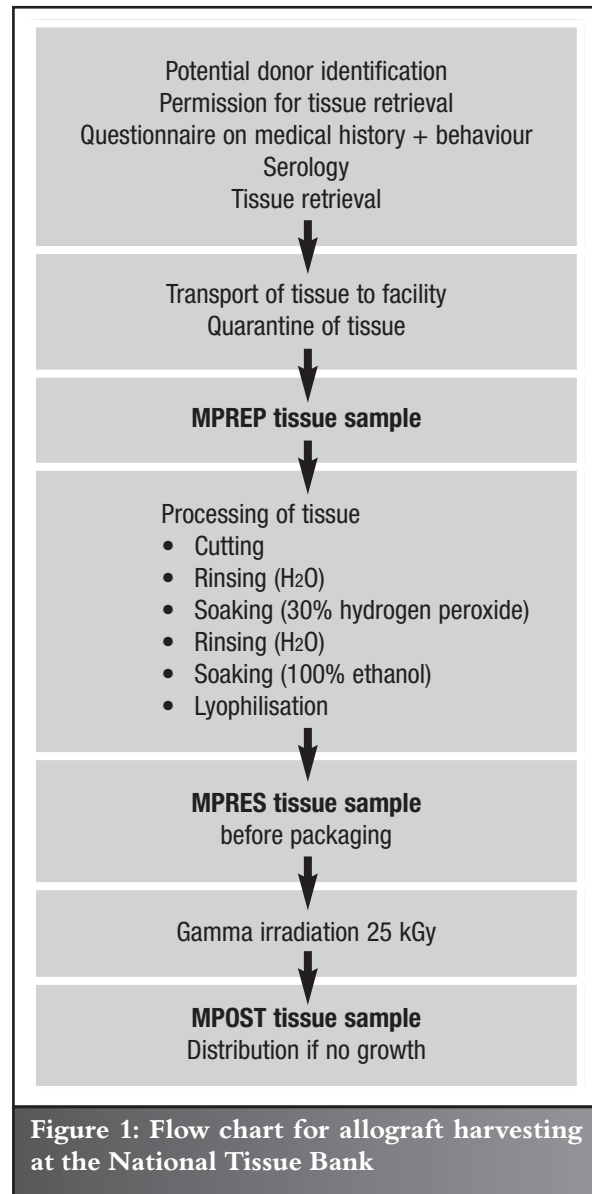 Potential donor identification
Permission for tissue retrieval
Questionnaire on medical history + behaviour
Serology
Tissue retrieval
Transport of tissue to facility
Quarantine of tissue
MPREP tissue sample
Processing of tissue
• Cutting
• Rinsing (H2O)
• Soaking (30% hydrogen peroxide)
• Rinsing (H2O)
• Soaking (100% ethanol)
• Lyophilisation
MPRES tissue sample
before packaging
Gamma irradiation 25 kGy
MPOST tissue sample
Distribution if no growth
Figure 1: Flow chart for allograft harvesting
at the National Tissue Bank